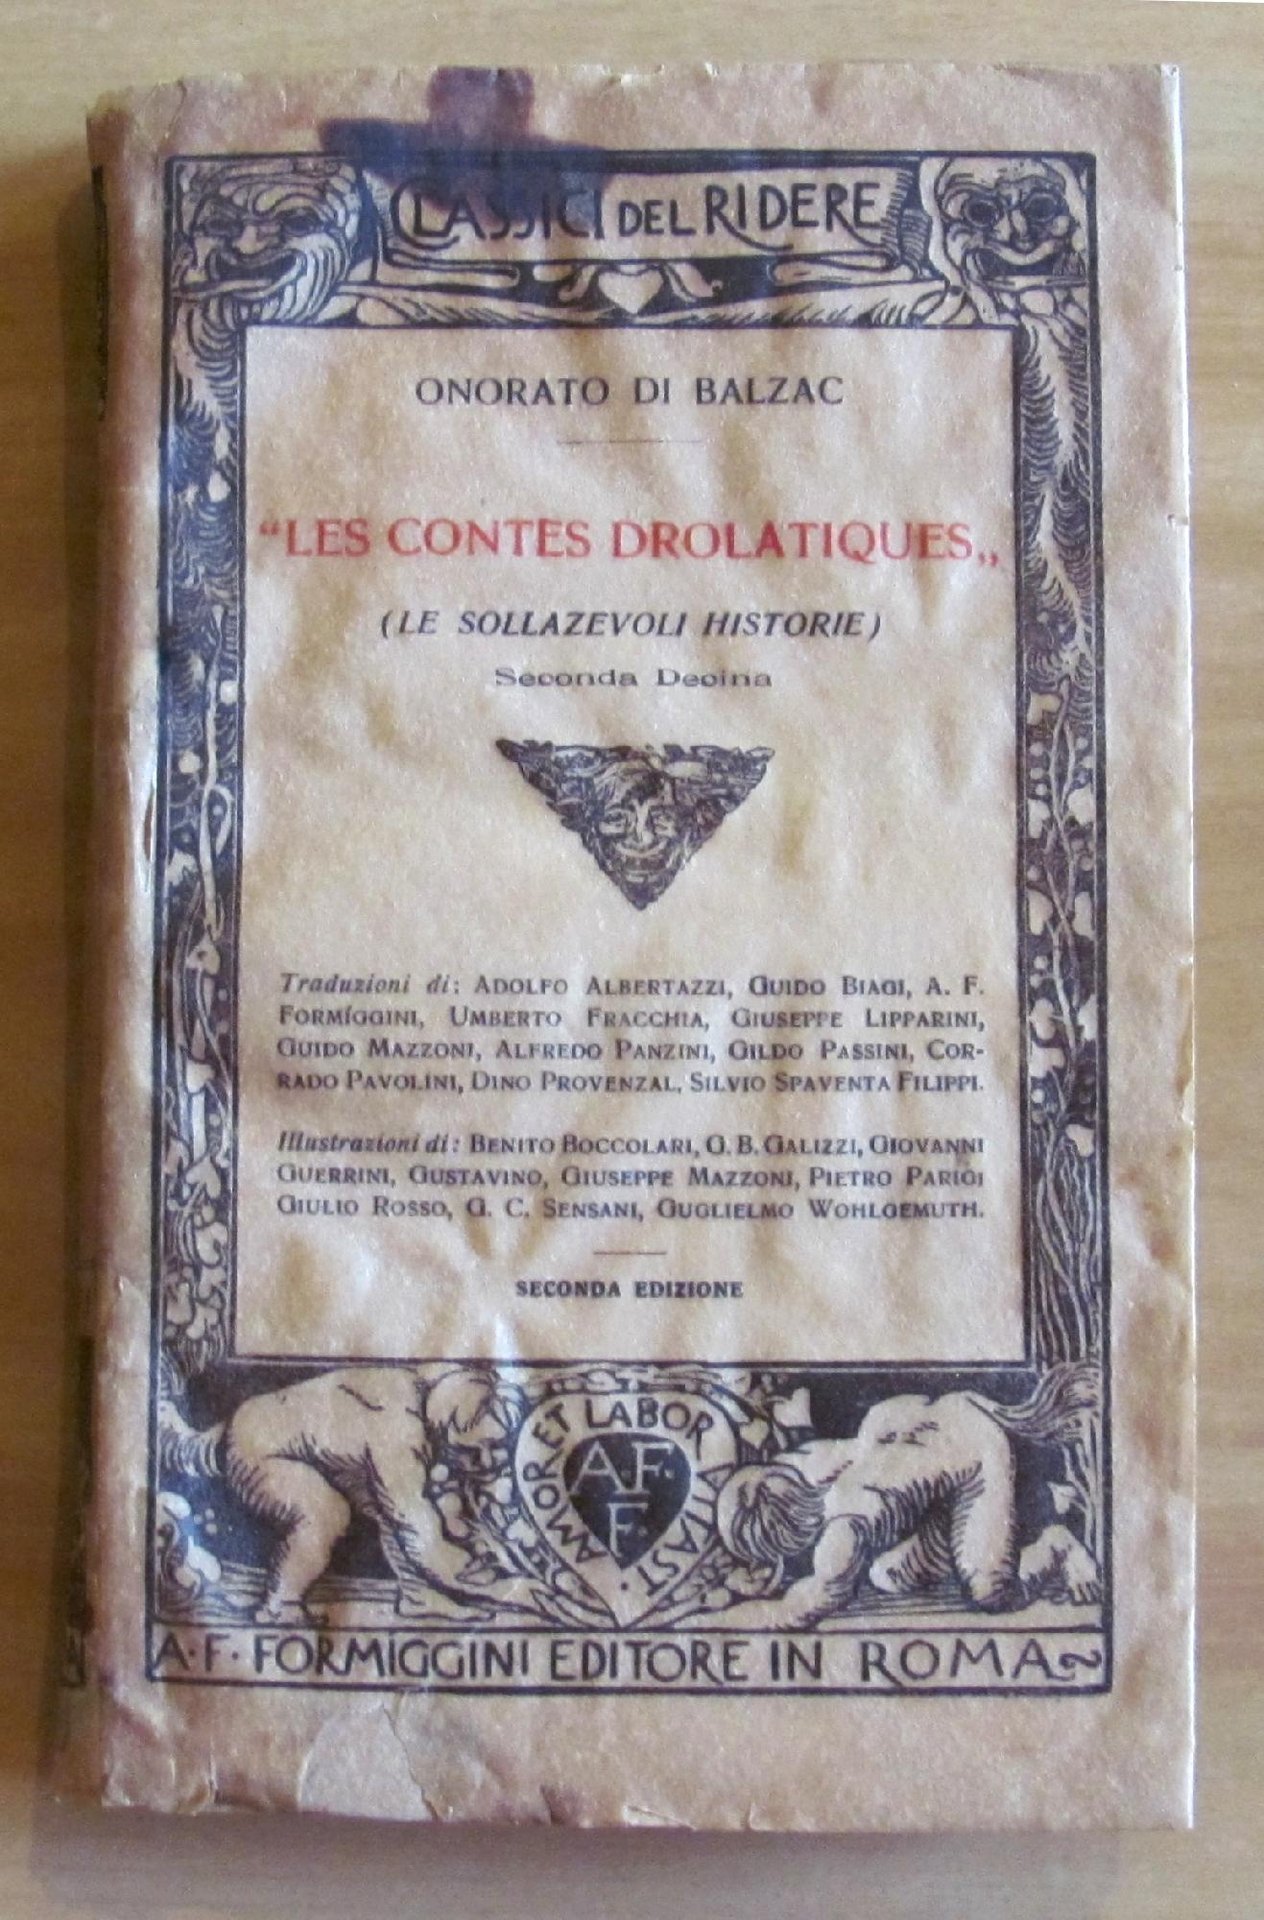 CLASSICI DEL RIDERE
ONORATO DI BALZAC
“LES CONTES DROLATIQUES„
(LE SOLLAZEVOLI HISTORIE)
Seconda Decina
Traduzioni di: ADOLFO ALBERTAZZI, GUIDO BIAGI, A. F.
FORMÍGGINI, UMBERTO FRACCHIA, GIUSEPPE LIPPARINI,
GUIDO MAZZONI, ALFREDO PANZINI, GILDO PASSINI, COR-
RADO PAVOLINI, DINO PROVENZAL, SILVIO SPAVENTA FILIPPI.
Illustrazioni di: BENITO BOCCOLARI, G. B. GALIZZI, GIOVANNI
GUERRINI, GUSTAVINO, GIUSEPPE MAZZONI, PIETRO PARIGI
GIULIO ROSSO, G. C. SENSANI, GUGLIELMO WOHLGEMUTH.
SECONDA EDIZIONE
AMOR ET LABOR VITAST.
A. F.
F.
A. F. FORMÍGGINI EDITORE IN ROMA